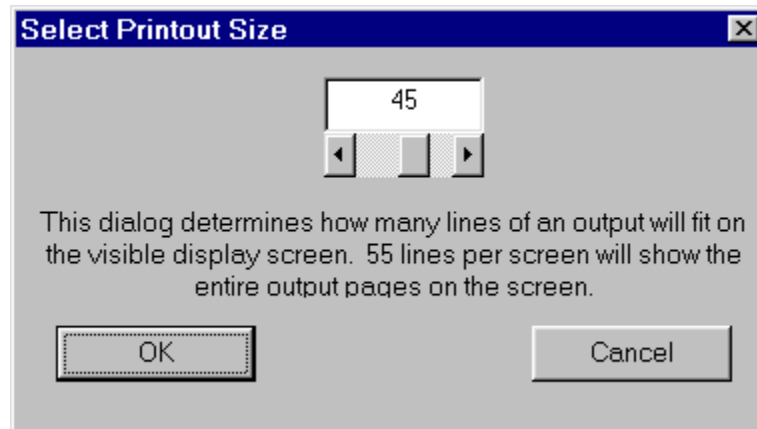 Select Printout Size
45
This dialog determines how many lines of an output will fit on
the visible display screen.  55 lines per screen will show the
entire output pages on the screen.
OK
Cancel